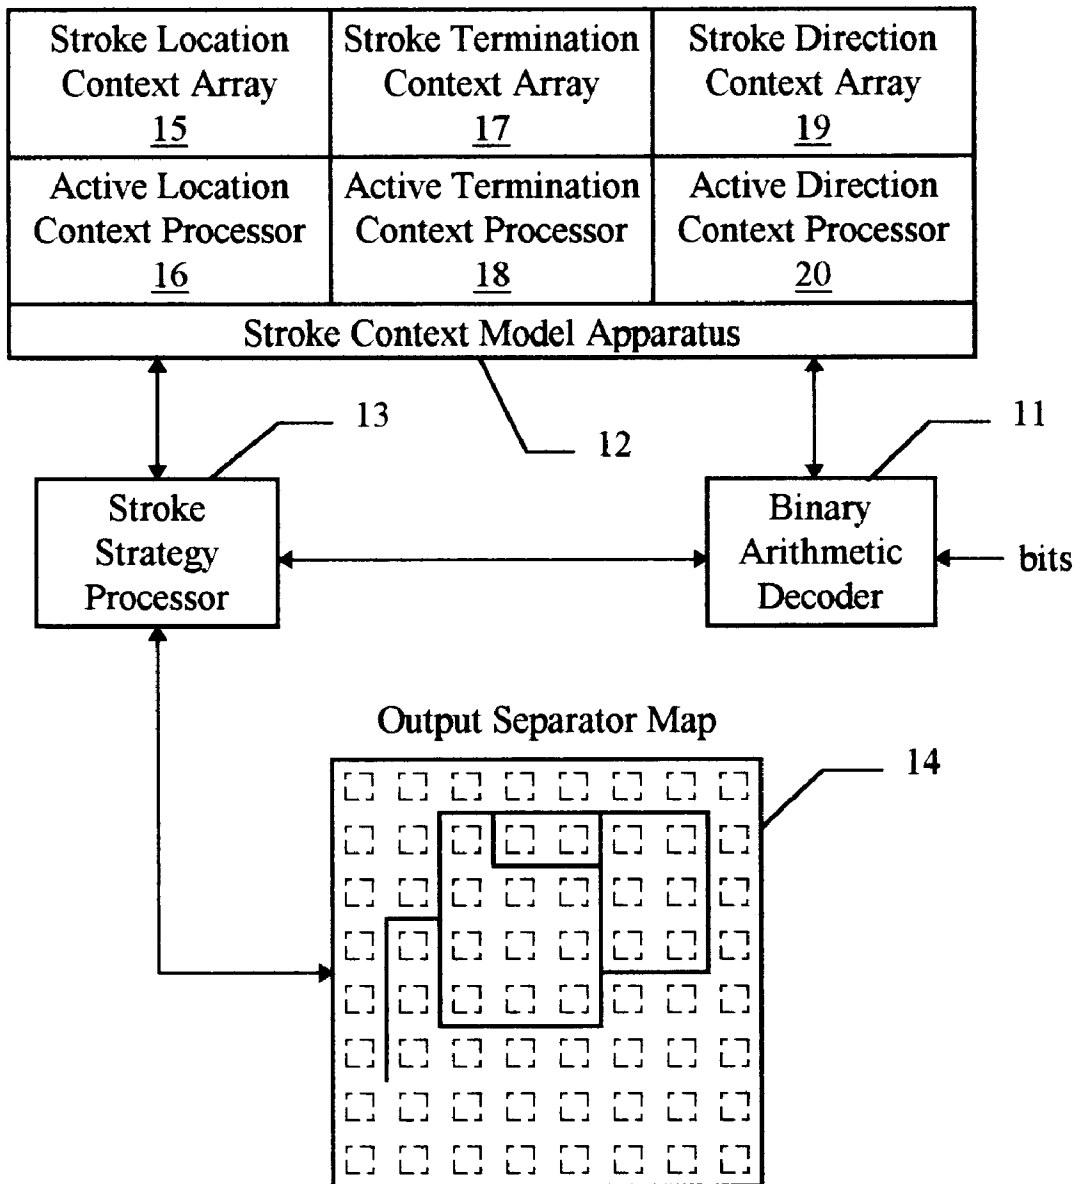 Stroke Location
Context Array
15
Stroke Termination
Context Array
17
Stroke Direction
Context Array
19
Active Location
Context Processor
16
Active Termination
Context Processor
18
Active Direction
Context Processor
20
Stroke Context Model Apparatus
13
12
11
Stroke
Strategy
Processor
Binary
Arithmetic
Decoder
bits
Output Separator Map
14